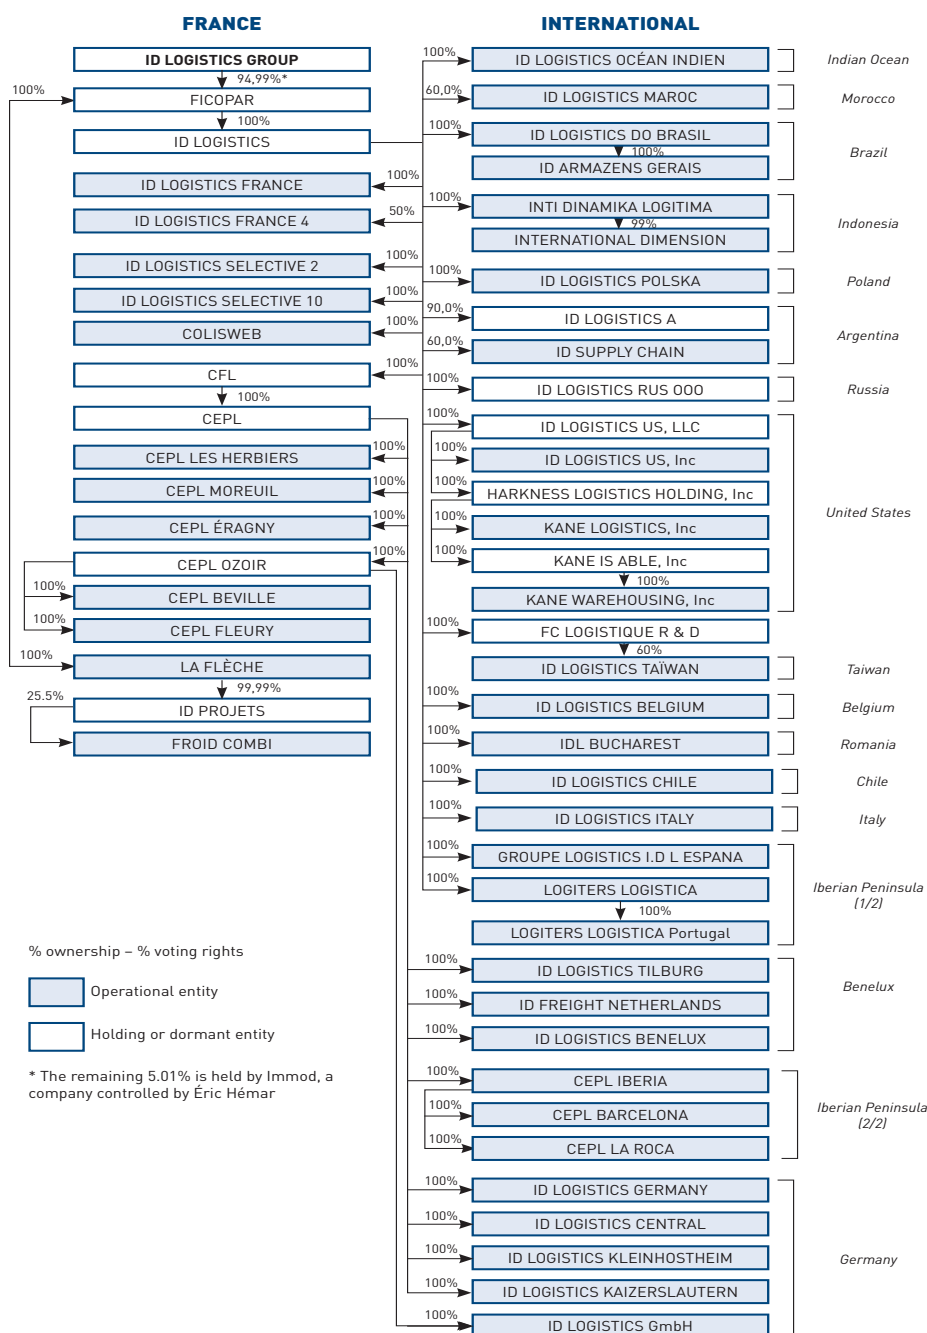 FRANCE
ID LOGISTICS GROUP
94,99%*
100%
FICOPAR
100%
ID LOGISTICS
ID LOGISTICS FRANCE
100%
ID LOGISTICS FRANCE 4
50%
ID LOGISTICS SELECTIVE 2
100%
ID LOGISTICS SELECTIVE 10
100%
COLISWEB
100%
CFL
100%
100%
CEPL
CEPL LES HERBIERS
100%
CEPL MOREUIL
100%
CEPL ÉRAGNY
100%
CEPL OZOIR
100%
100%
CEPL BEVILLE
100%
CEPL FLEURY
100%
LA FLÈCHE
99,99%
25.5%
ID PROJETS
FROID COMBI
% ownership – % voting rights
Operational entity
Holding or dormant entity
* The remaining 5.01% is held by Immod, a
company controlled by Éric Hémar
INTERNATIONAL
100%
ID LOGISTICS OCÉAN INDIEN
Indian Ocean
60,0%
ID LOGISTICS MAROC
Morocco
100%
ID LOGISTICS DO BRASIL
100%
ID ARMAZENS GERAIS
Brazil
100%
INTI DINAMIKA LOGITIMA
99%
INTERNATIONAL DIMENSION
Indonesia
100%
ID LOGISTICS POLSKA
Poland
90,0%
ID LOGISTICS A
60,0%
ID SUPPLY CHAIN
Argentina
100%
ID LOGISTICS RUS OOO
Russia
100%
ID LOGISTICS US, LLC
100%
ID LOGISTICS US, Inc
100%
HARKNESS LOGISTICS HOLDING, Inc
100%
KANE LOGISTICS, Inc
100%
KANE IS ABLE, Inc
100%
KANE WAREHOUSING, Inc
United States
100%
FC LOGISTIQUE R & D
60%
ID LOGISTICS TAÏWAN
Taiwan
100%
ID LOGISTICS BELGIUM
Belgium
100%
IDL BUCHAREST
Romania
100%
ID LOGISTICS CHILE
Chile
100%
ID LOGISTICS ITALY
Italy
100%
GROUPE LOGISTICS I.D L ESPANA
100%
LOGITERS LOGISTICA
100%
LOGITERS LOGISTICA Portugal
Iberian Peninsula
(1/2)
100%
ID LOGISTICS TILBURG
100%
ID FREIGHT NETHERLANDS
100%
ID LOGISTICS BENELUX
Benelux
100%
CEPL IBERIA
100%
CEPL BARCELONA
100%
CEPL LA ROCA
Iberian Peninsula
(2/2)
100%
ID LOGISTICS GERMANY
100%
ID LOGISTICS CENTRAL
100%
ID LOGISTICS KLEINHOSTHEIM
100%
ID LOGISTICS KAIZERSLAUTERN
100%
ID LOGISTICS GmbH
Germany